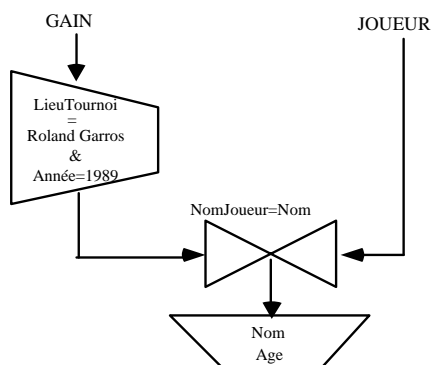 GAIN
JOUEUR
LieuTournoi
=
Roland Garros
&
Année=1989
NomJoueur=Nom
Nom
Age